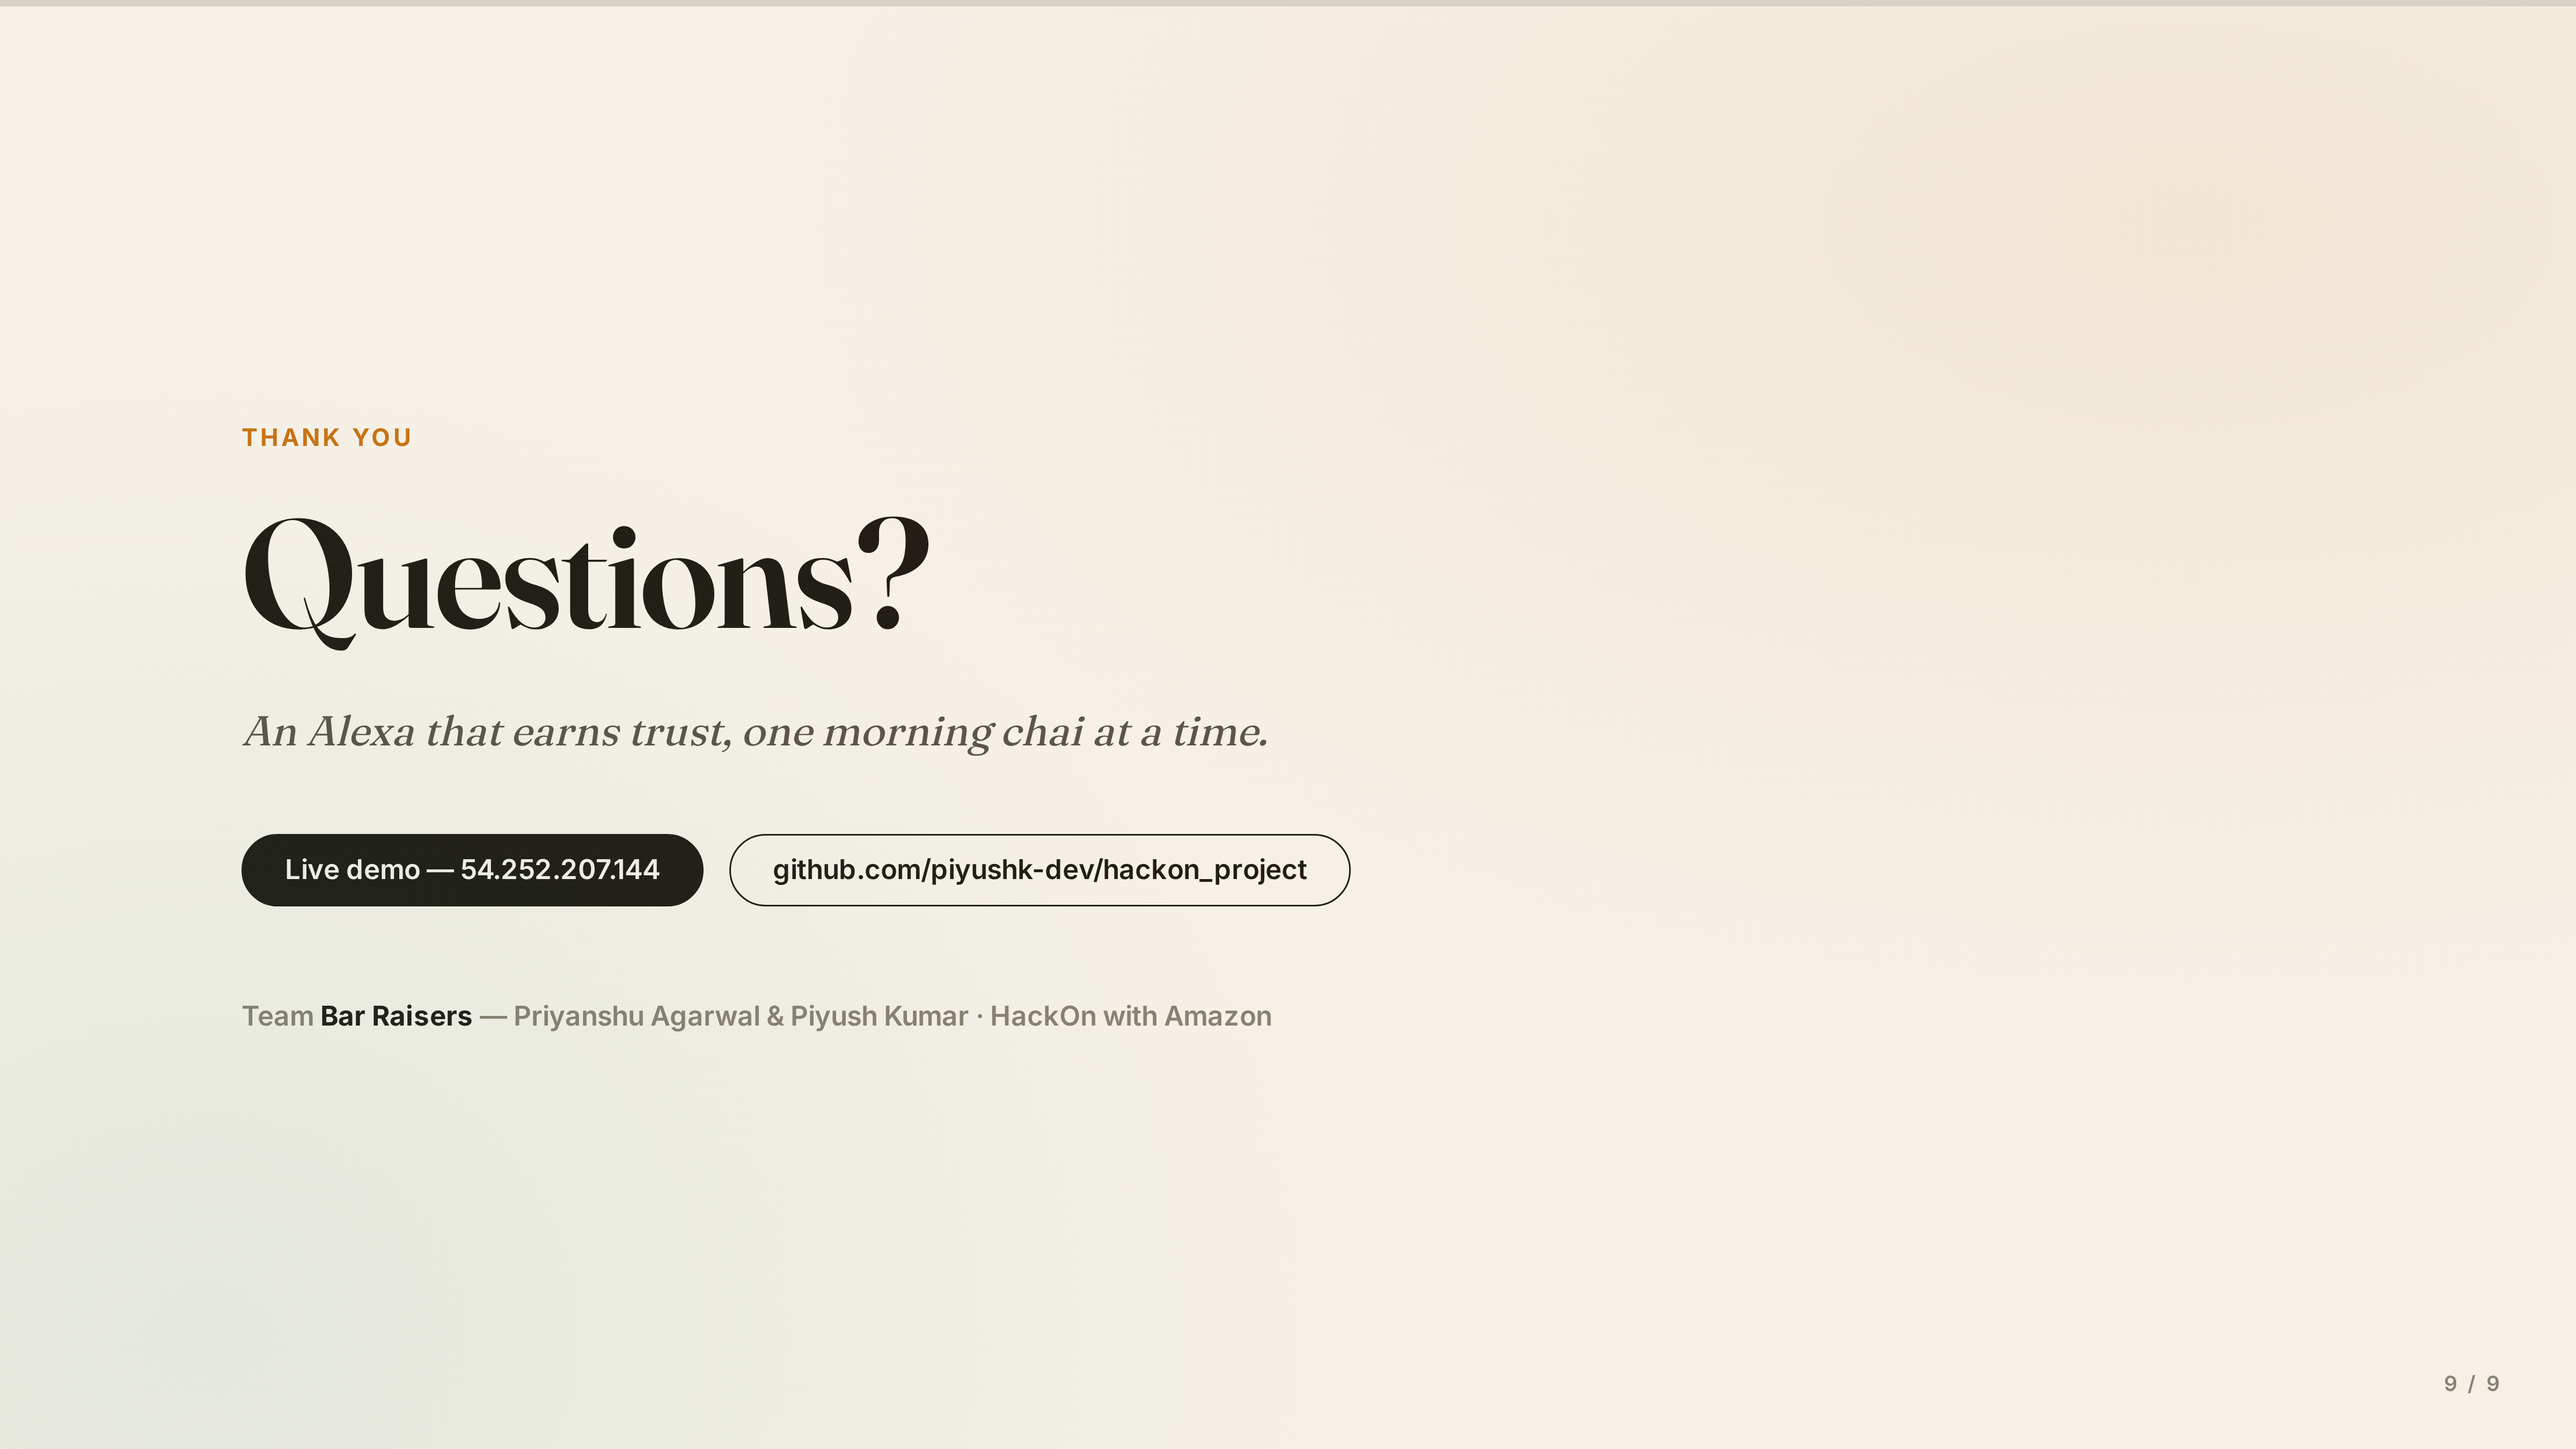 THANK YOU
Questions?
An Alexa that earns trust, one morning chai at a time.
Live demo — 54.252.207.144
github.com/piyushk-dev/hackon_project
Team Bar Raisers — Priyanshu Agarwal & Piyush Kumar · HackOn with Amazon
9 / 9